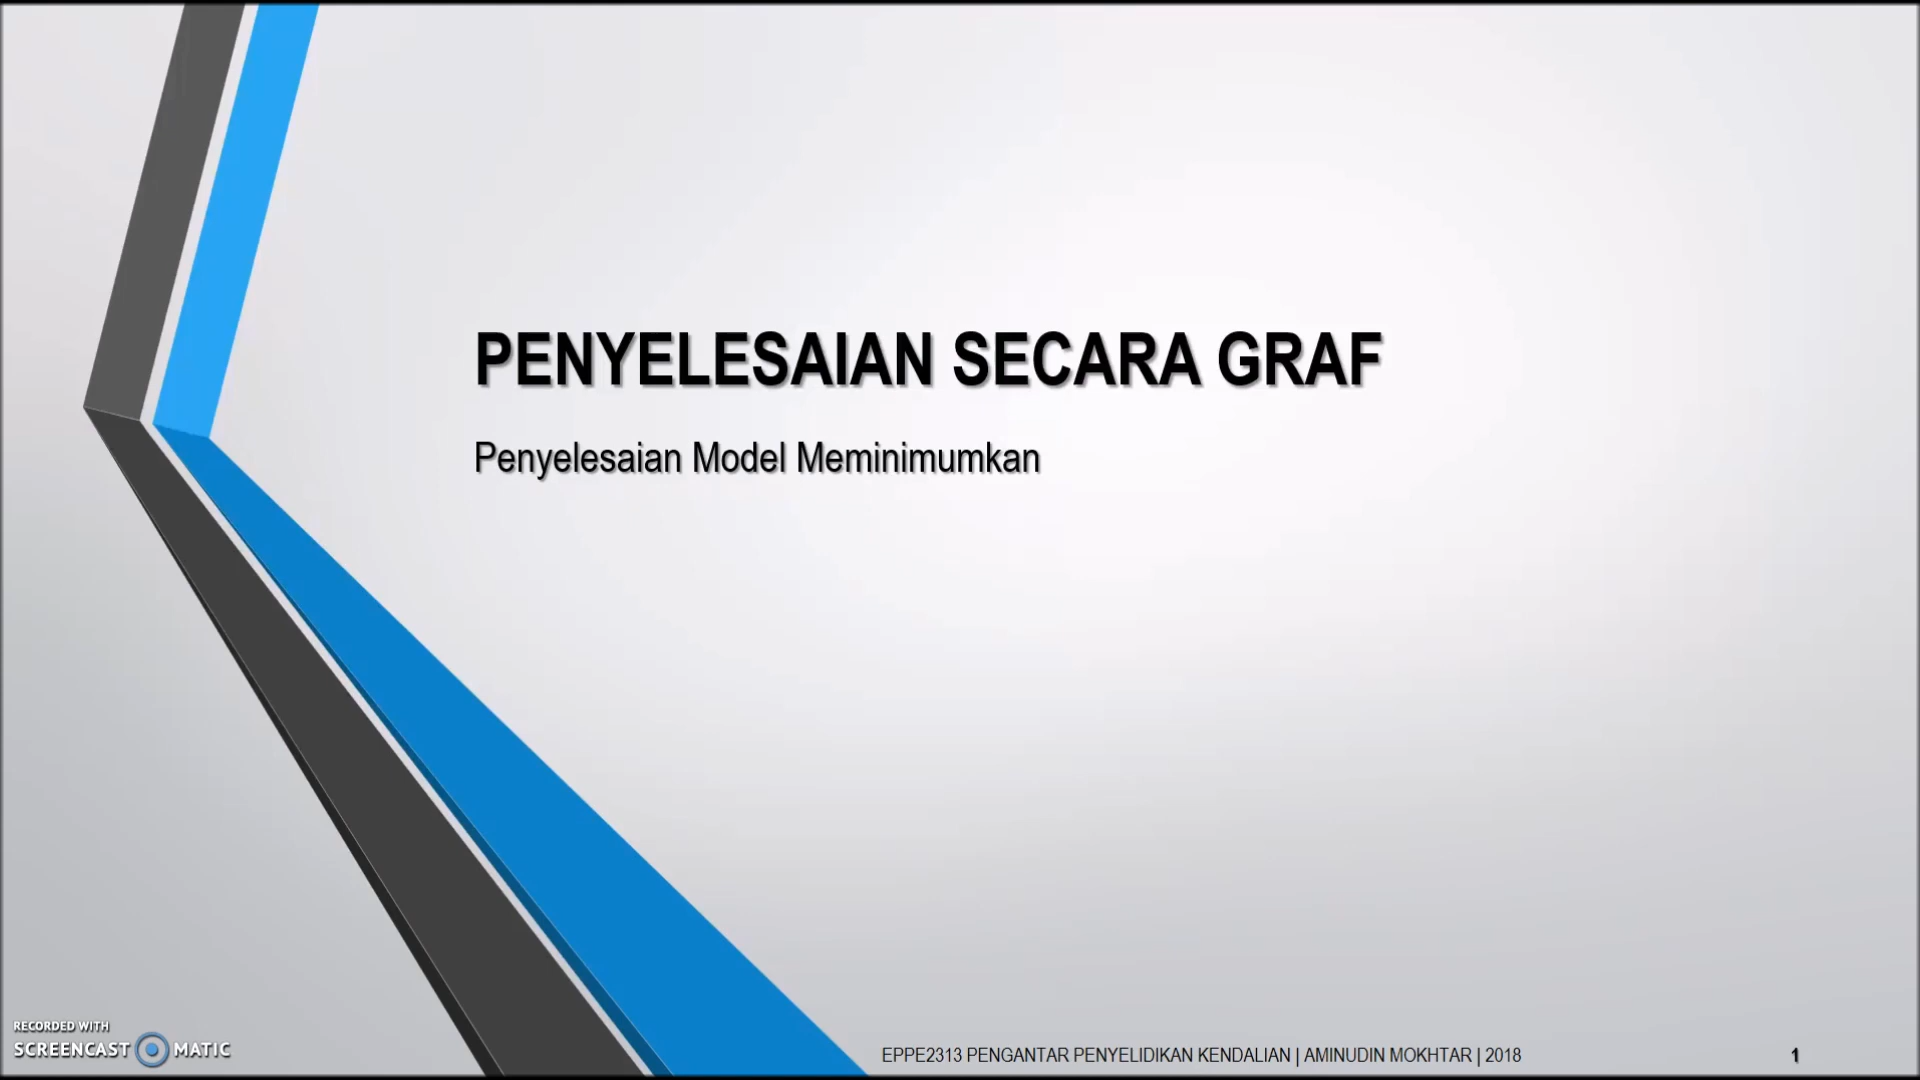 PENYELESAIAN SECARA GRAF
Penyelesaian Model Meminimumkan
RECORDED WITH
SCREENCAST MATIC
EPPE2313 PENGANTAR PENYELIDIKAN KENDALIAN | AMINUDIN MOKHTAR | 2018
1